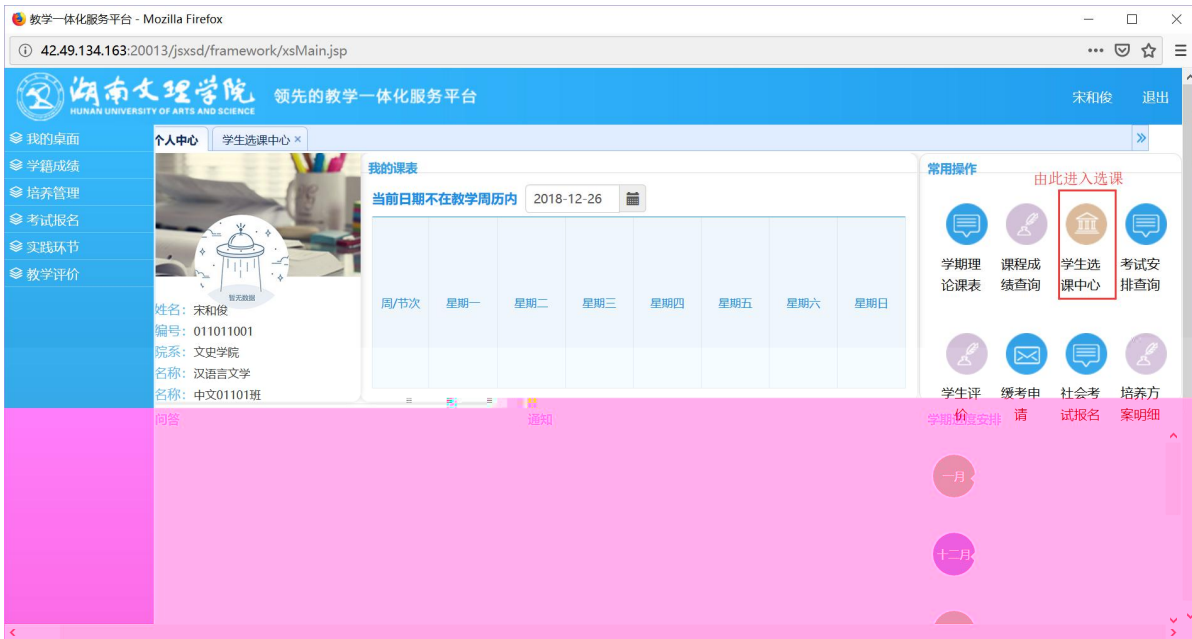 教学一体化服务平台 - Mozilla Firefox
42.49.134.163:20013/jsxsd/framework/xsMain.jsp
湖南文理学院
HUNAN UNIVERSITY OF ARTS AND SCIENCE
领先的教学一体化服务平台
宋和俊 退出
我的桌面
学籍成绩
培养管理
考试报名
实践环节
教学评价
个人中心 学生选课中心 ×
暂无数据
姓名: 宋和俊
编号: 011011001
院系: 文史学院
名称: 汉语言文学
名称: 中文01101班
我的课表
当前日期不在教学周历内 2018-12-26
周/节次 星期一 星期二 星期三 星期四 星期五 星期六 星期日
常用操作
由此进入选课
学期理论课表
课程成绩查询
学生选课中心
考试安排查询
学生评价
缓考申请
社会考试报名
培养方案明细
问答
通知
学期进度安排
一月
十二月